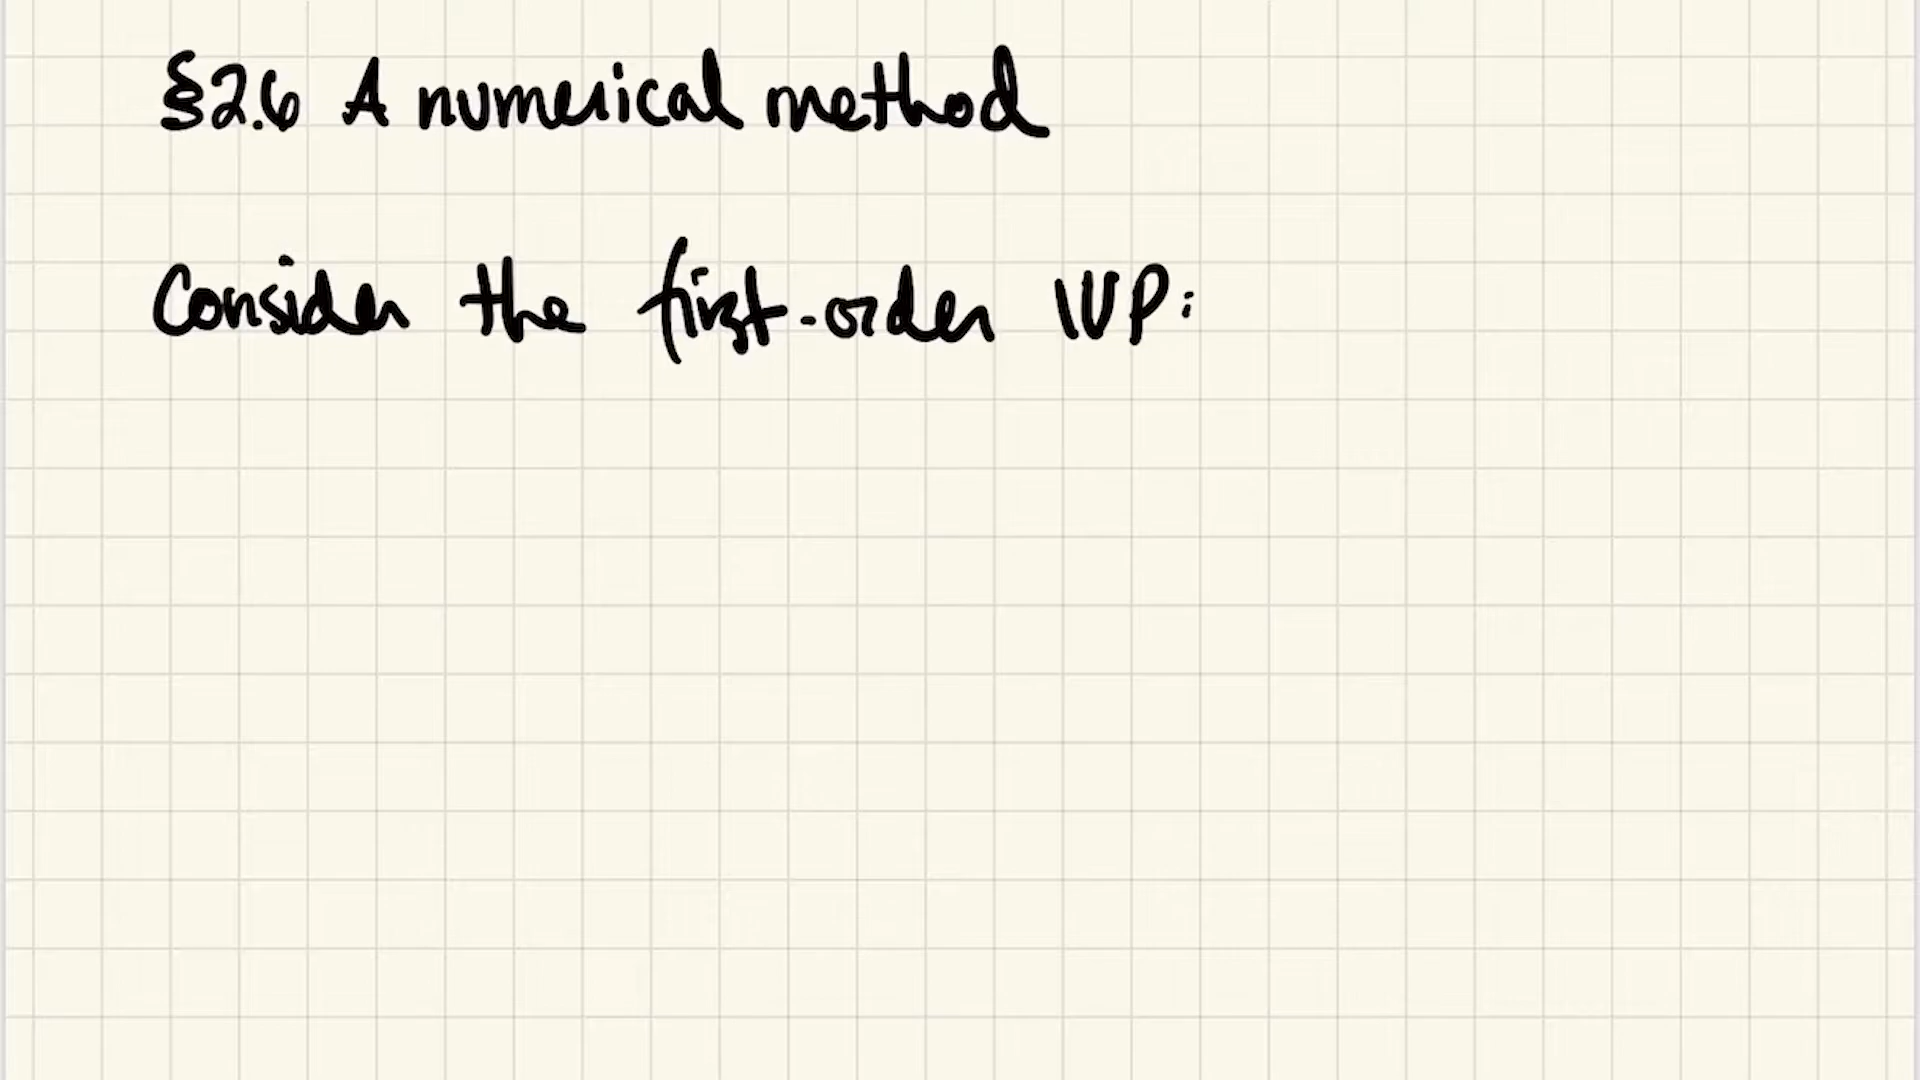 §2.6 A numerical method
Consider the first-order IVP: